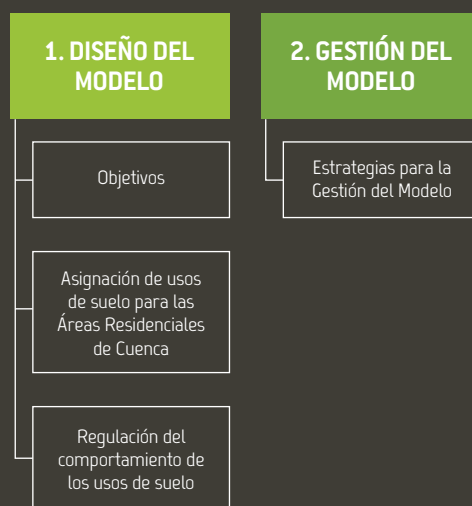 1. DISEÑO DEL
MODELO
Objetivos
Asignación de usos
de suelo para las
Áreas Residenciales
de Cuenca
Regulación del
comportamiento de
los usos de suelo
2. GESTIÓN DEL
MODELO
Estrategias para la
Gestión del Modelo